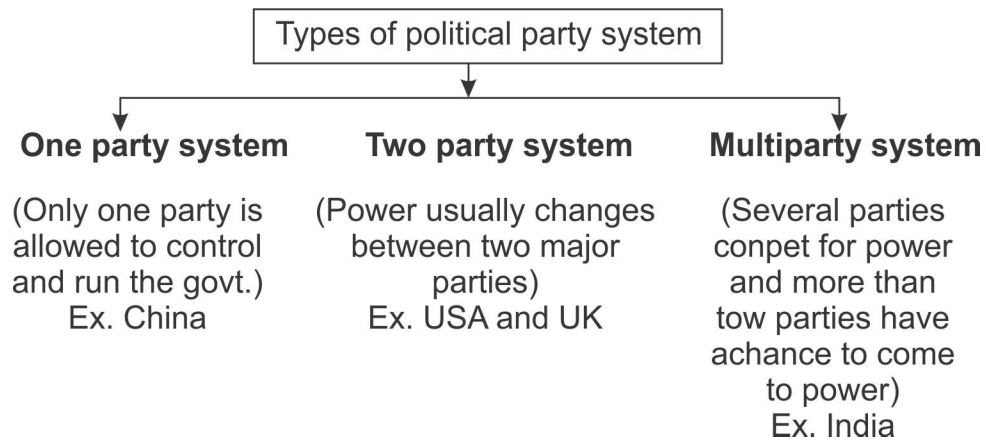 Types of political party system
One party system
(Only one party is
allowed to control
and run the govt.)
Ex. China
Two party system
(Power usually changes
between two major
parties)
Ex. USA and UK
Multiparty system
(Several parties
conpet for power
and more than
tow parties have
achance to come
to power)
Ex. India